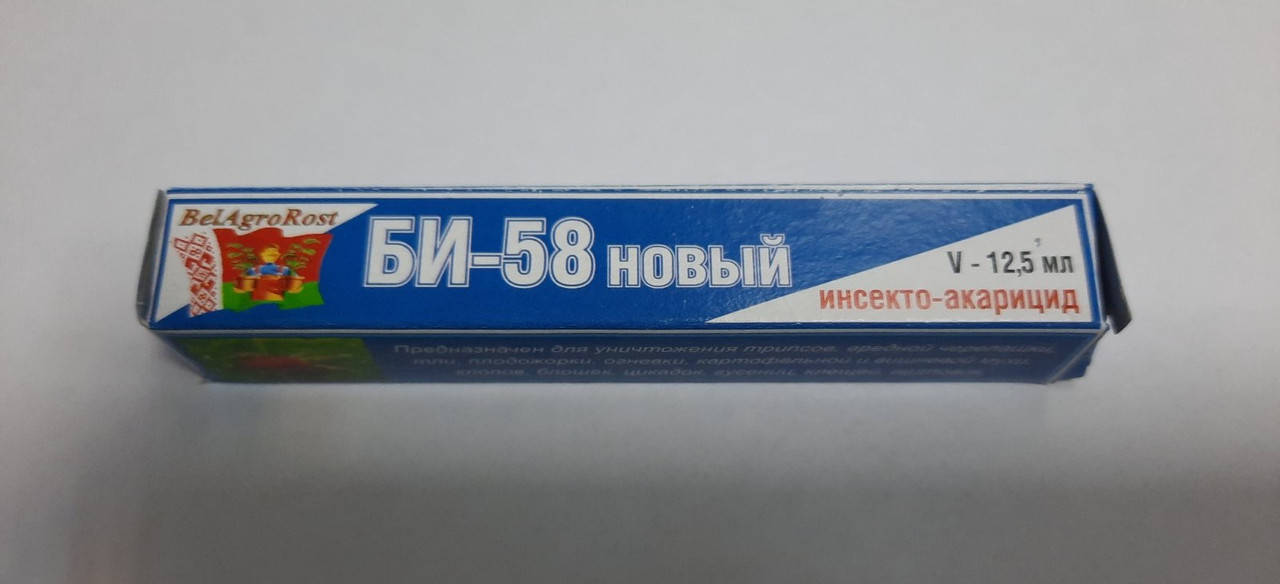 BelAgroRost
БИ-58 новый
V - 12,5 мл
инсекто-акарицид
Предназначен для уничтожения трипсов, вредной черепашки,
тли, плодожорки, огневки, картофельной и вишневой мухи,
клопов, блошек, цикадок, гусениц, клещей,